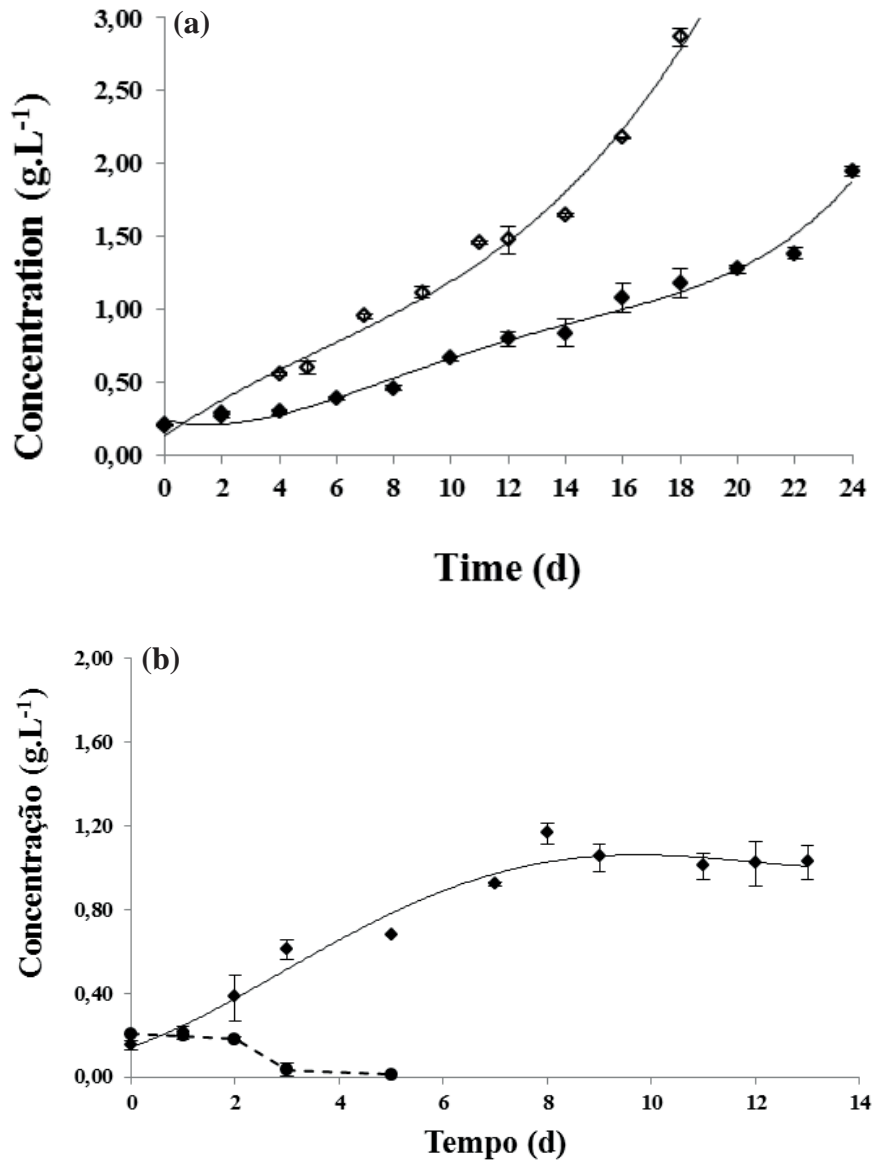 (a)
Concentration (g.L-1)
3,00
2,50
2,00
1,50
1,00
0,50
0,00
0 2 4 6 8 10 12 14 16 18 20 22 24
Time (d)
(b)
Concentração (g.L-1)
2,00
1,60
1,20
0,80
0,40
0,00
0 2 4 6 8 10 12 14
Tempo (d)